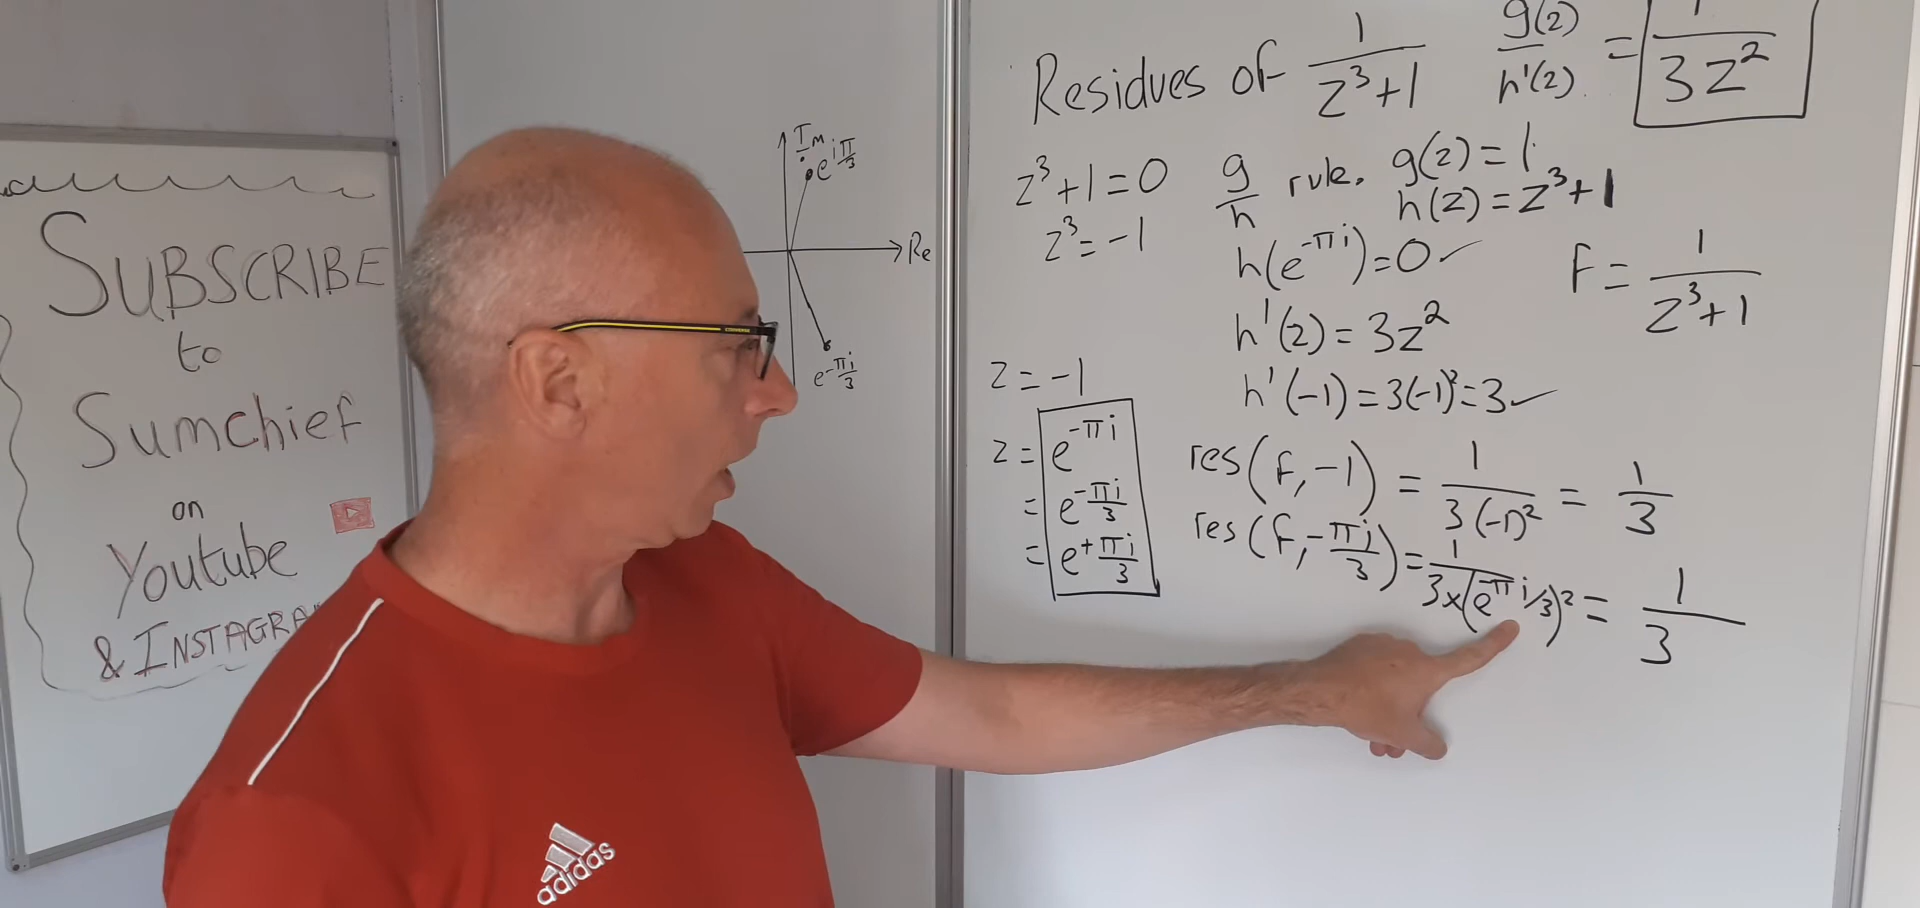 SUBSCRIBE
to
Sumchief
on
Youtube
& INSTAGRA
Im
e^iπ/3
Re
e^-πi/3
Residues of 1/(z³+1)
g(z)/h'(z) = 1/(3z²)
z³+1=0
z³=-1
g/h rule.
g(z)=1
h(z)=z³+1
h(e^-πi)=0 ✓
F = 1/(z³+1)
h'(z)=3z²
h'(-1)=3(-1)²=3 ✓
z=-1
z=e^-πi
=e^-πi/3
=e^+πi/3
res(F,-1) = 1/(3(-1)²) = 1/3
res(F,-πi/3) = 1/(3×(e^-πi/3)²) = 1/3
CONVERSE
adidas